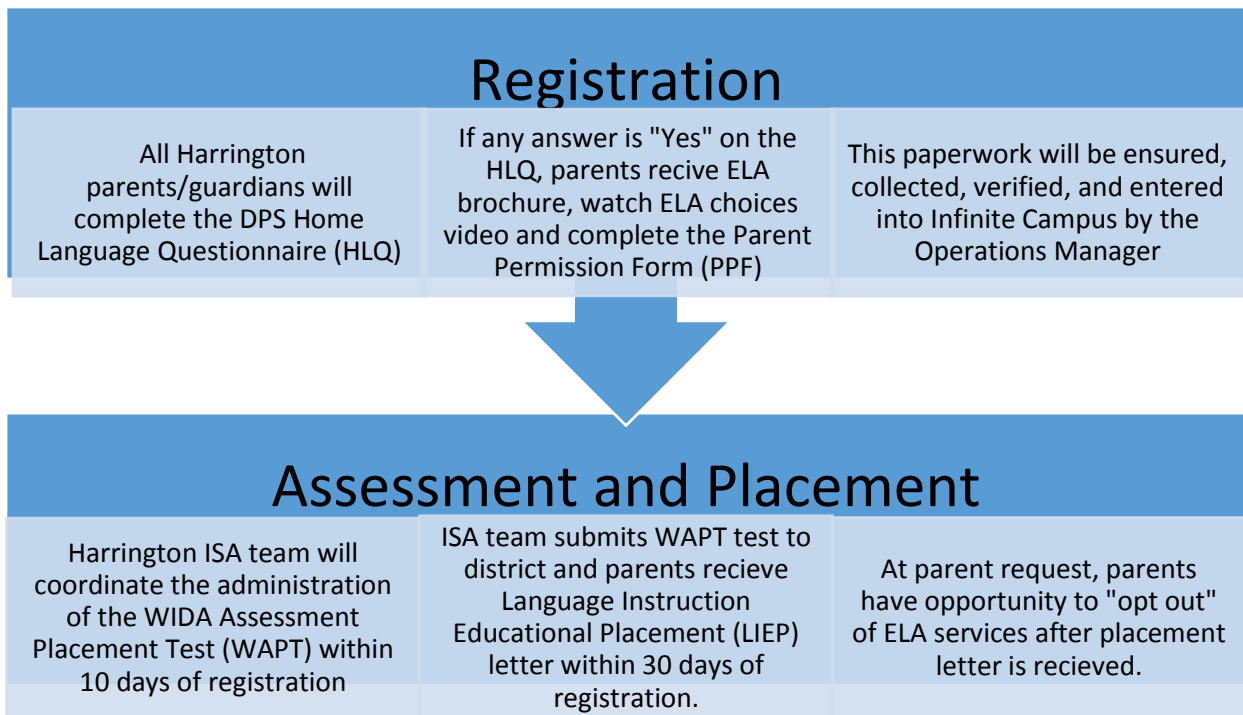 Registration
All Harrington
parents/guardians will
complete the DPS Home
Language Questionnaire (HLQ)
If any answer is "Yes" on the
HLQ, parents recive ELA
brochure, watch ELA choices
video and complete the Parent
Permission Form (PPF)
This paperwork will be ensured,
collected, verified, and entered
into Infinite Campus by the
Operations Manager
Assessment and Placement
Harrington ISA team will
coordinate the administration
of the WIDA Assessment
Placement Test (WAPT) within
10 days of registration
ISA team submits WAPT test to
district and parents recieve
Language Instruction
Educational Placement (LIEP)
letter within 30 days of
registration.
At parent request, parents
have opportunity to "opt out"
of ELA services after placement
letter is recieved.